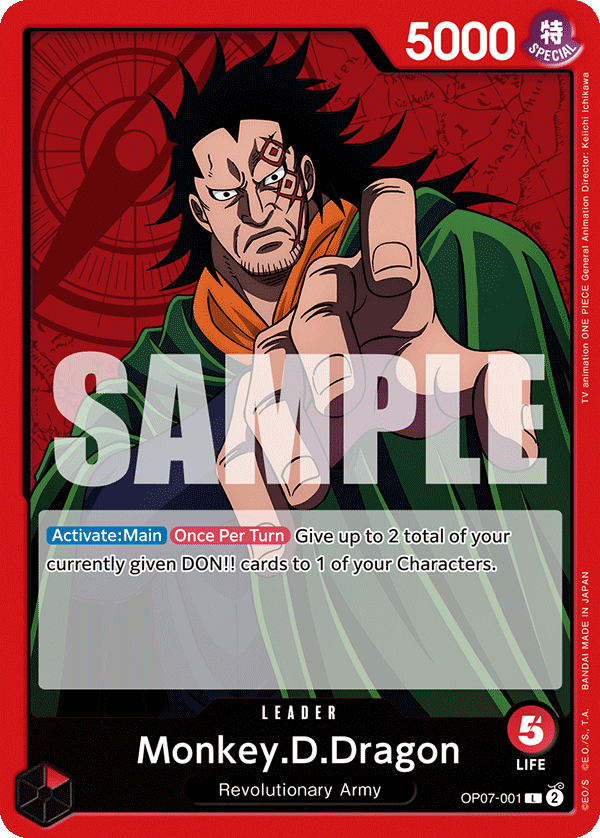 5000
特
SPECIAL
TV animation ONE PIECE General Animation Director: Keiichi Ichikawa
SAMPLE
Activate:Main Once Per Turn Give up to 2 total of your
currently given DON!! cards to 1 of your Characters.
BANDAI MADE IN JAPAN
©E.O/S ©E.O./S., T.A.
LEADER
Monkey.D.Dragon
5
LIFE
Revolutionary Army
OP07-001 L 2